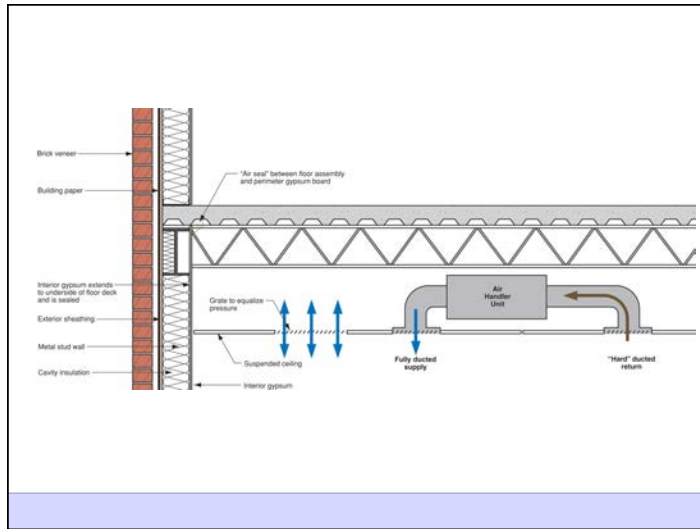 Brick veneer
Building paper
"Air seal" between floor assembly
and perimeter gypsum board
Interior gypsum extends
to underside of floor deck
and is sealed
Exterior sheathing
Metal stud wall
Cavity insulation
Grate to equalize
pressure
Suspended ceiling
Interior gypsum
Air
Handler
Unit
Fully ducted
supply
"Hard" ducted
return